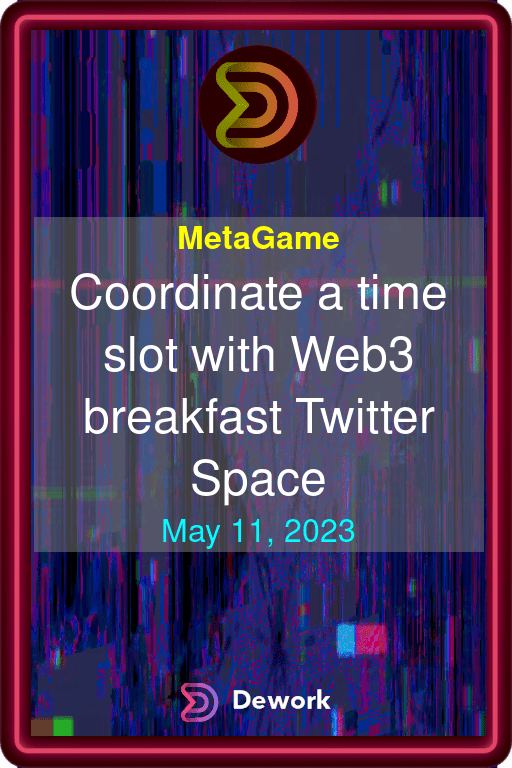 MetaGame
Coordinate a time
slot with Web3
breakfast Twitter
Space
May 11, 2023
Dework